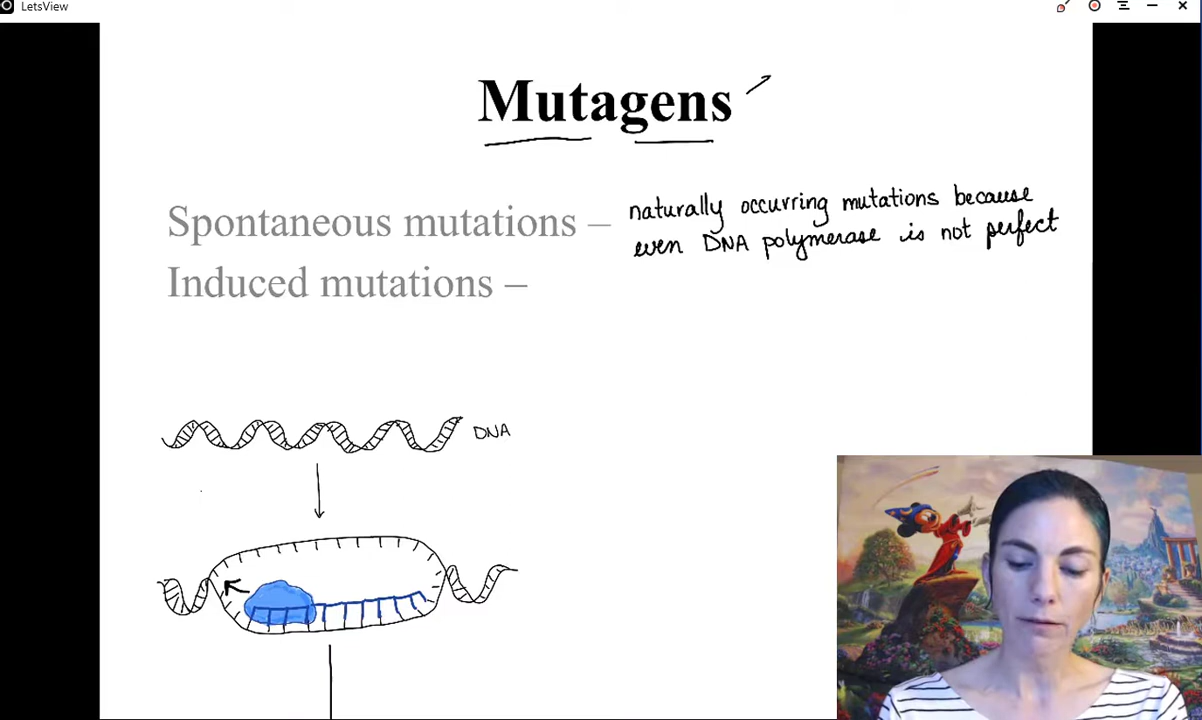 LetsView
Mutagens
Spontaneous mutations – naturally occurring mutations because
even DNA polymerase is not perfect
Induced mutations –
DNA